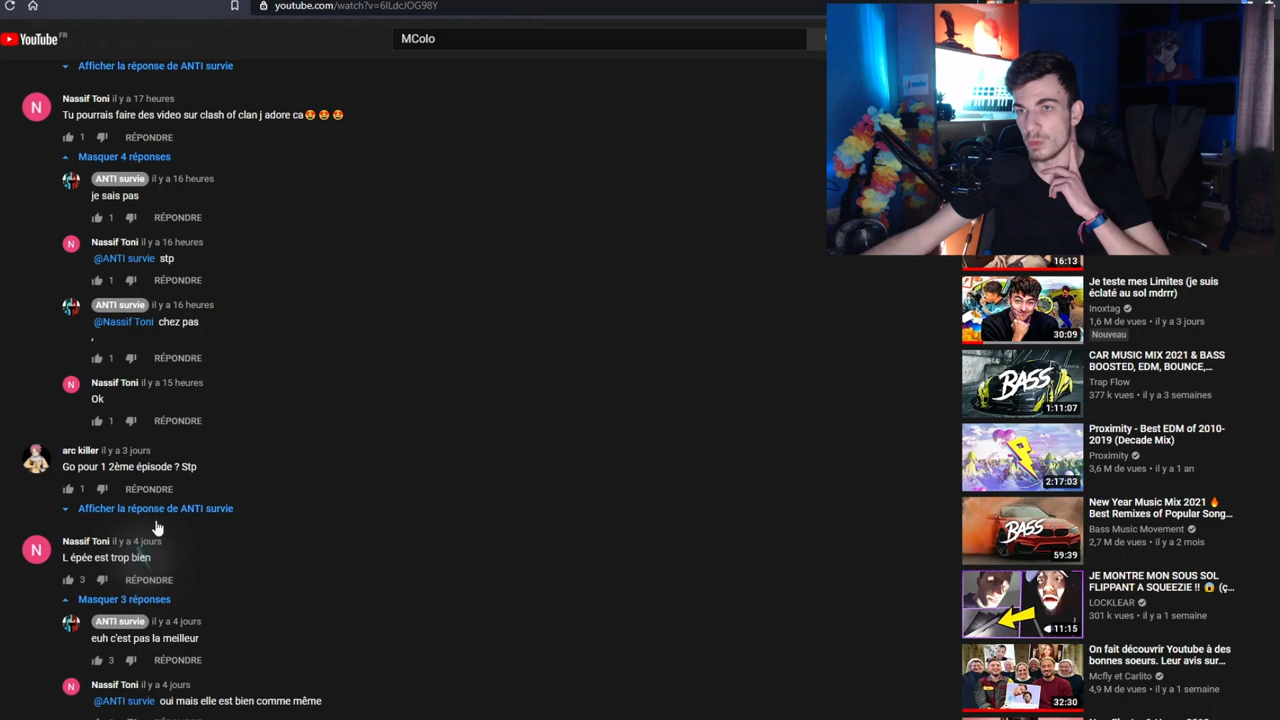 youtube.com/watch?v=6lLdcJOG98Y
YouTube FR
MColo
Afficher la réponse de ANTI survie
N
Nassif Toni il y a 17 heures
Tu pourrais faire des video sur clash of clan j adore ca😍 😍 😍
1 RÉPONDRE
Masquer 4 réponses
ANTI survie il y a 16 heures
je sais pas
1 RÉPONDRE
N
Nassif Toni il y a 16 heures
@ANTI survie stp
1 RÉPONDRE
ANTI survie il y a 16 heures
@Nassif Toni chez pas
,
1 RÉPONDRE
N
Nassif Toni il y a 15 heures
Ok
1 RÉPONDRE
arc killer il y a 3 jours
Go pour 1 2ème épisode ? Stp
1 RÉPONDRE
Afficher la réponse de ANTI survie
N
Nassif Toni il y a 4 jours
L épée est trop bien
3 RÉPONDRE
Masquer 3 réponses
ANTI survie il y a 4 jours
euh c'est pas la meilleur
3 RÉPONDRE
N
Nassif Toni il y a 4 jours
@ANTI survie oui mais elle est bien comme même
16:13
30:09
Je teste mes Limites (je suis
éclaté au sol mdrrr)
Inoxtag
1,6 M de vues • il y a 3 jours
Nouveau
BASS
1:11:07
CAR MUSIC MIX 2021 & BASS
BOOSTED, EDM, BOUNCE,...
Trap Flow
377 k vues • il y a 3 semaines
2:17:03
Proximity - Best EDM of 2010-
2019 (Decade Mix)
Proximity
3,6 M de vues • il y a 1 an
BASS
59:39
New Year Music Mix 2021 🔥
Best Remixes of Popular Song...
Bass Music Movement
2,7 M de vues • il y a 2 mois
11:15
JE MONTRE MON SOUS SOL
FLIPPANT A SQUEEZIE !! 😱 (ç...
LOCKLEAR
301 k vues • il y a 1 semaine
32:30
On fait découvrir Youtube à des
bonnes soeurs. Leur avis sur...
Mcfly et Carlito
4,9 M de vues • il y a 1 semaine